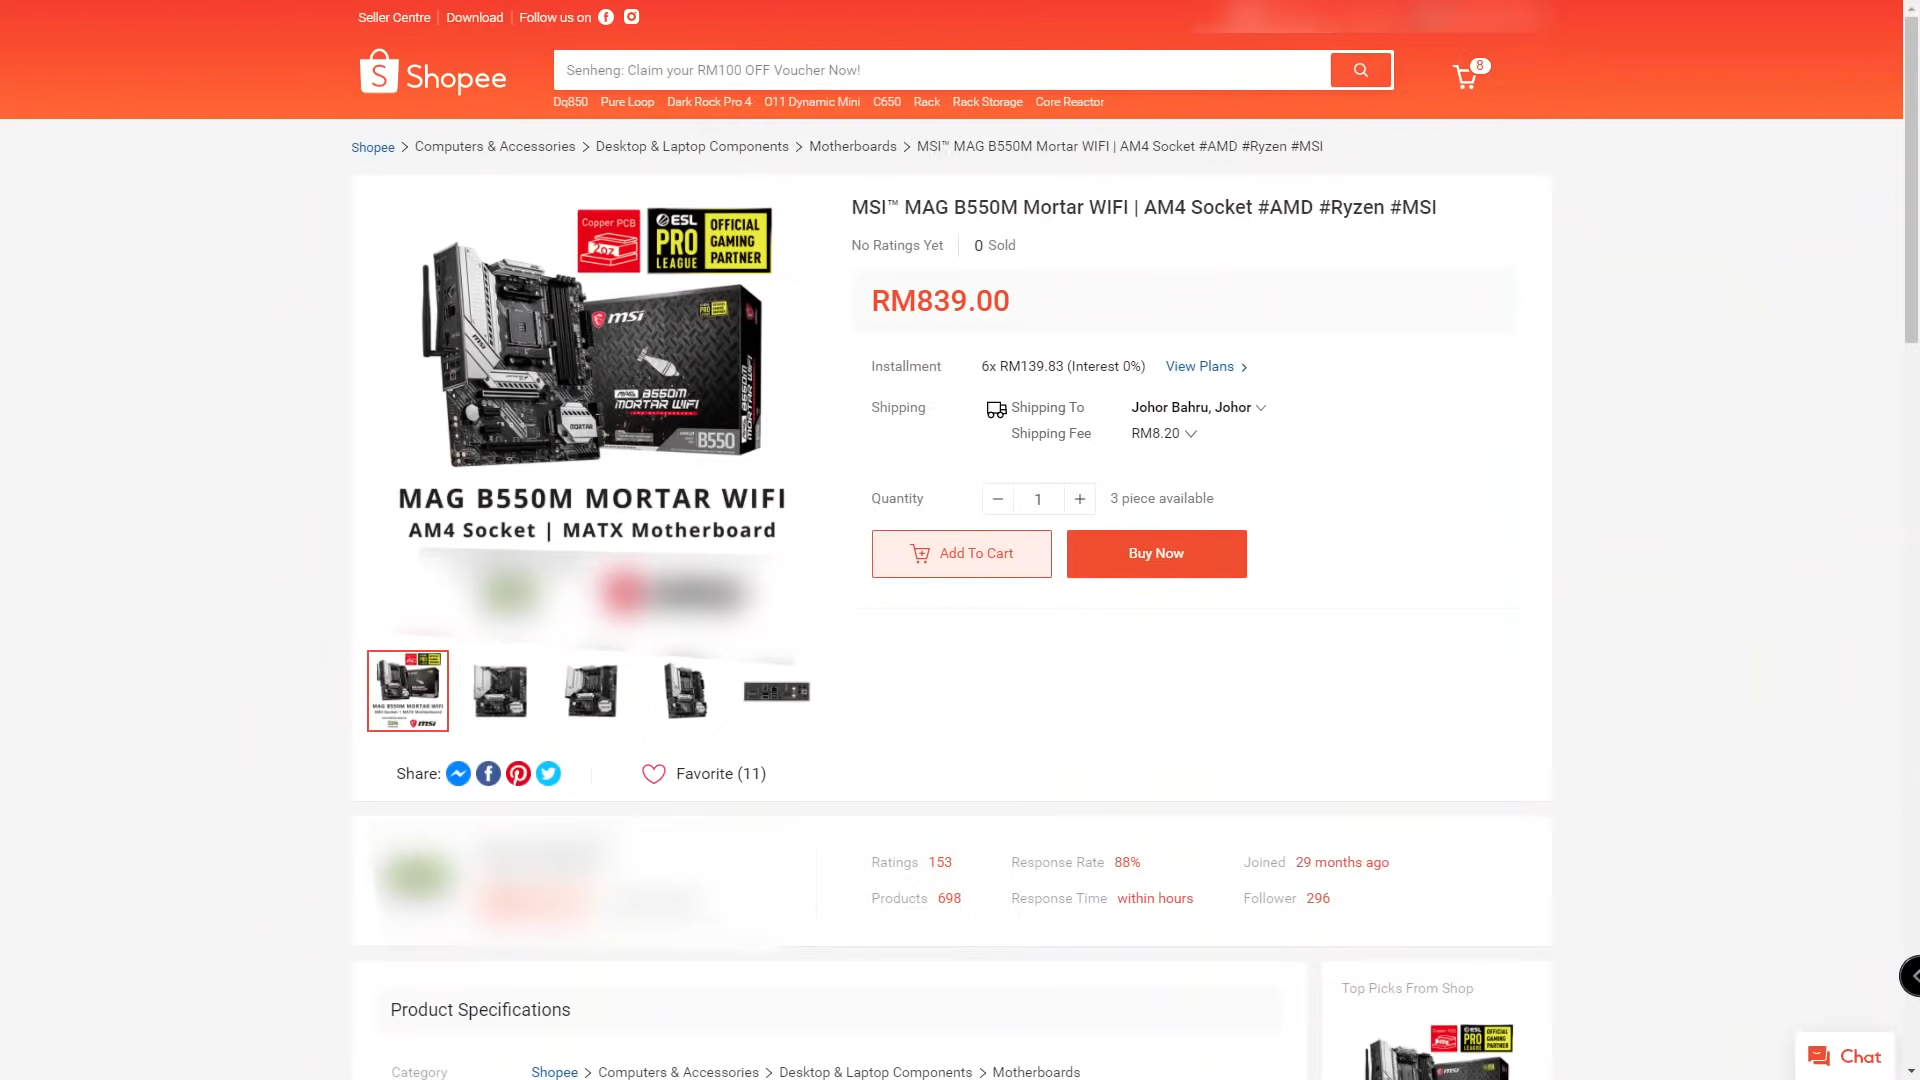 Seller Centre
Download
Follow us on
Shopee
Senheng: Claim your RM100 OFF Voucher Now!
8
Dq850 Pure Loop Dark Rock Pro 4 O11 Dynamic Mini C650 Rack Rack Storage Core Reactor
Shopee > Computers & Accessories > Desktop & Laptop Components > Motherboards > MSI™ MAG B550M Mortar WIFI | AM4 Socket #AMD #Ryzen #MSI
Copper PCB
2oz
ESL
PRO
LEAGUE
OFFICIAL
GAMING
PARTNER
msi
MAG B550M
MORTAR WIFI
B550
MORTAR
MAG B550M MORTAR WIFI
AM4 Socket | MATX Motherboard
Share:
Favorite (11)
MSI™ MAG B550M Mortar WIFI | AM4 Socket #AMD #Ryzen #MSI
No Ratings Yet
0 Sold
RM839.00
Installment
6x RM139.83 (Interest 0%)
View Plans >
Shipping
Shipping To
Johor Bahru, Johor
Shipping Fee
RM8.20
Quantity
− 1 +
3 piece available
Add To Cart
Buy Now
Ratings 153
Response Rate 88%
Joined 29 months ago
Products 698
Response Time within hours
Follower 296
Product Specifications
Category
Shopee > Computers & Accessories > Desktop & Laptop Components > Motherboards
Top Picks From Shop
Chat